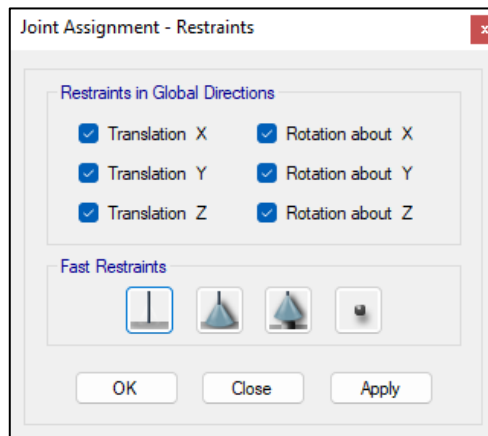 Joint Assignment - Restraints
x
Restraints in Global Directions
Translation X
Rotation about X
Translation Y
Rotation about Y
Translation Z
Rotation about Z
Fast Restraints
OK
Close
Apply